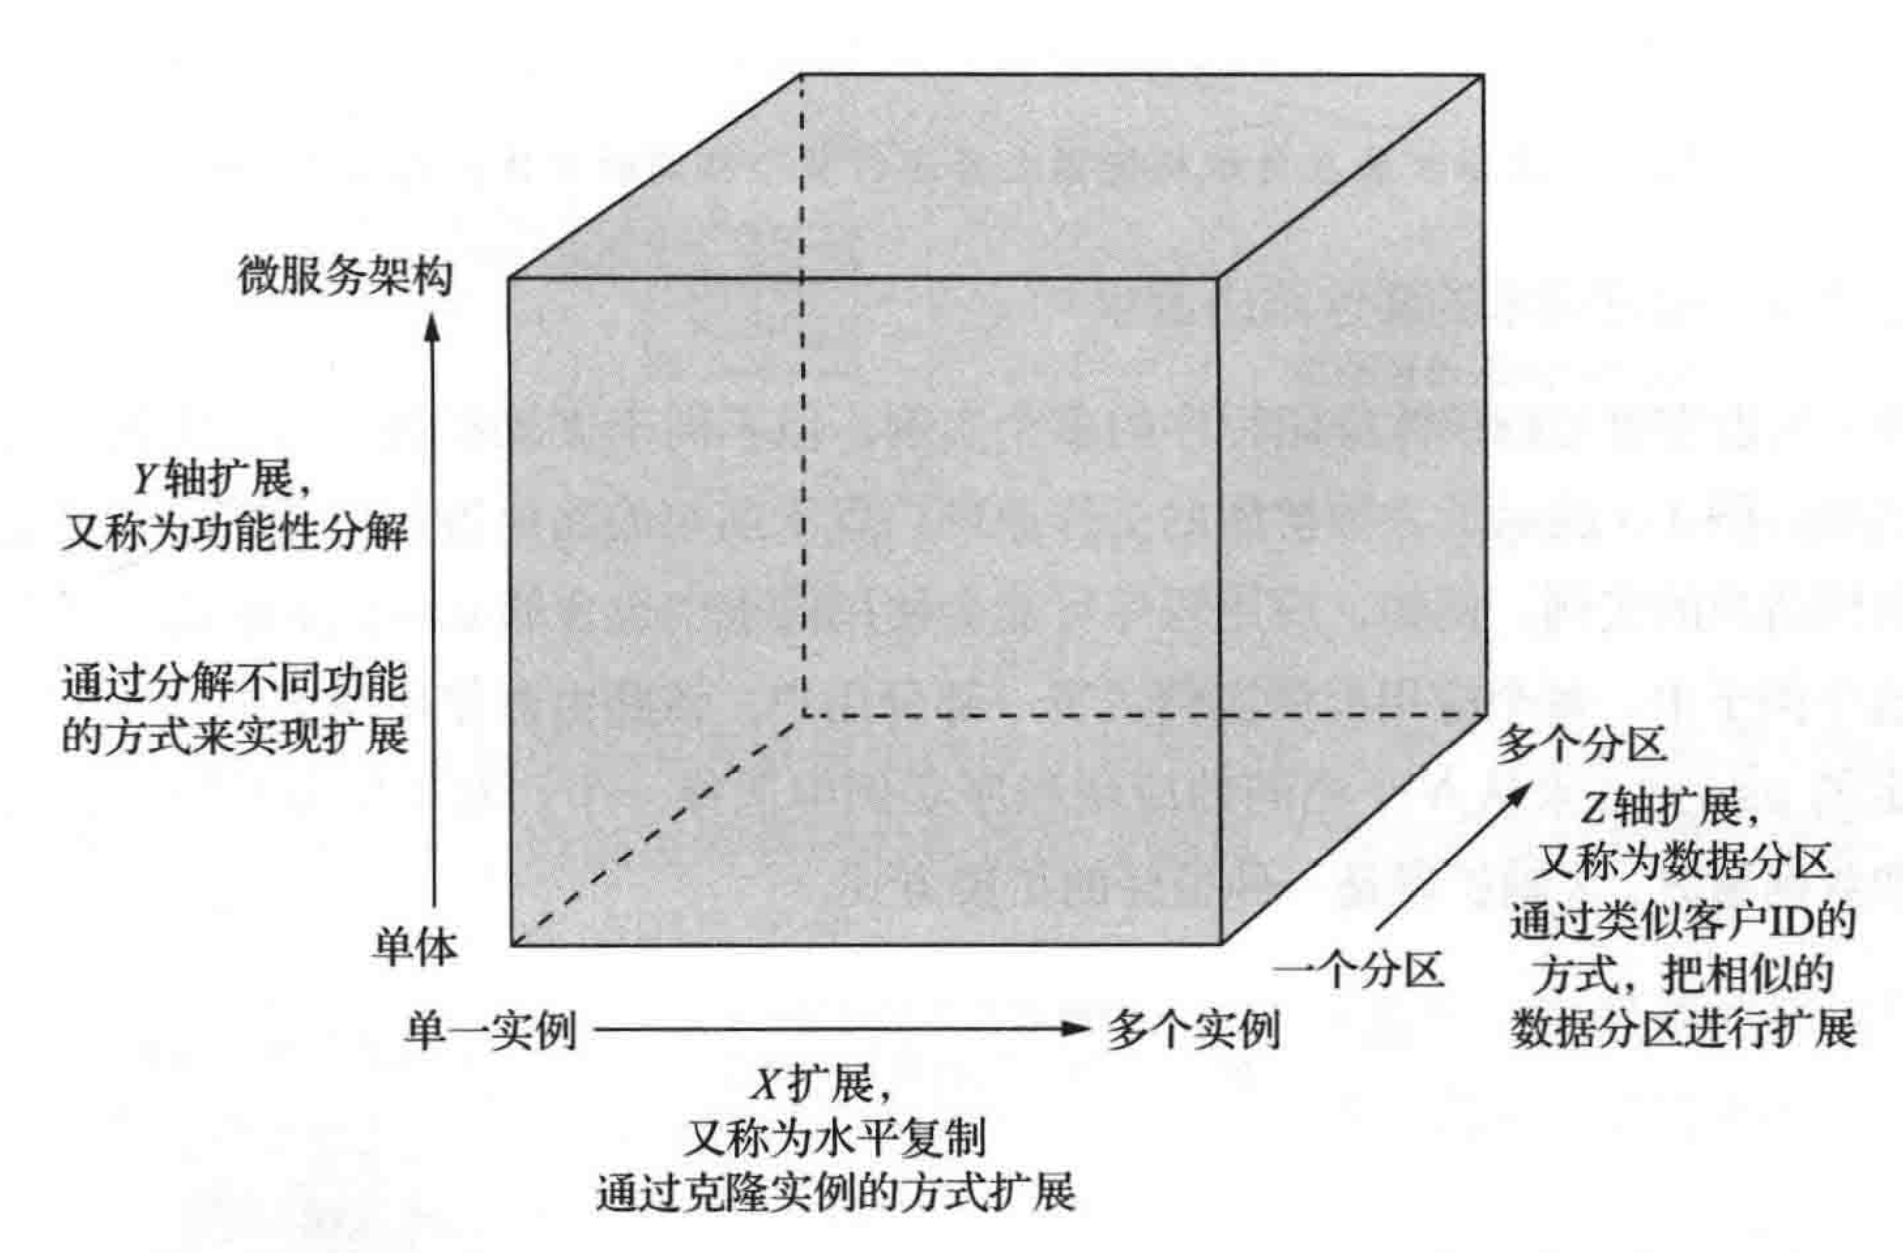 微服务架构
Y轴扩展，
又称为功能性分解
通过分解不同功能
的方式来实现扩展
单体
单一实例
多个实例
X扩展，
又称为水平复制
通过克隆实例的方式扩展
一个分区
多个分区
Z轴扩展，
又称为数据分区
通过类似客户ID的
方式，把相似的
数据分区进行扩展